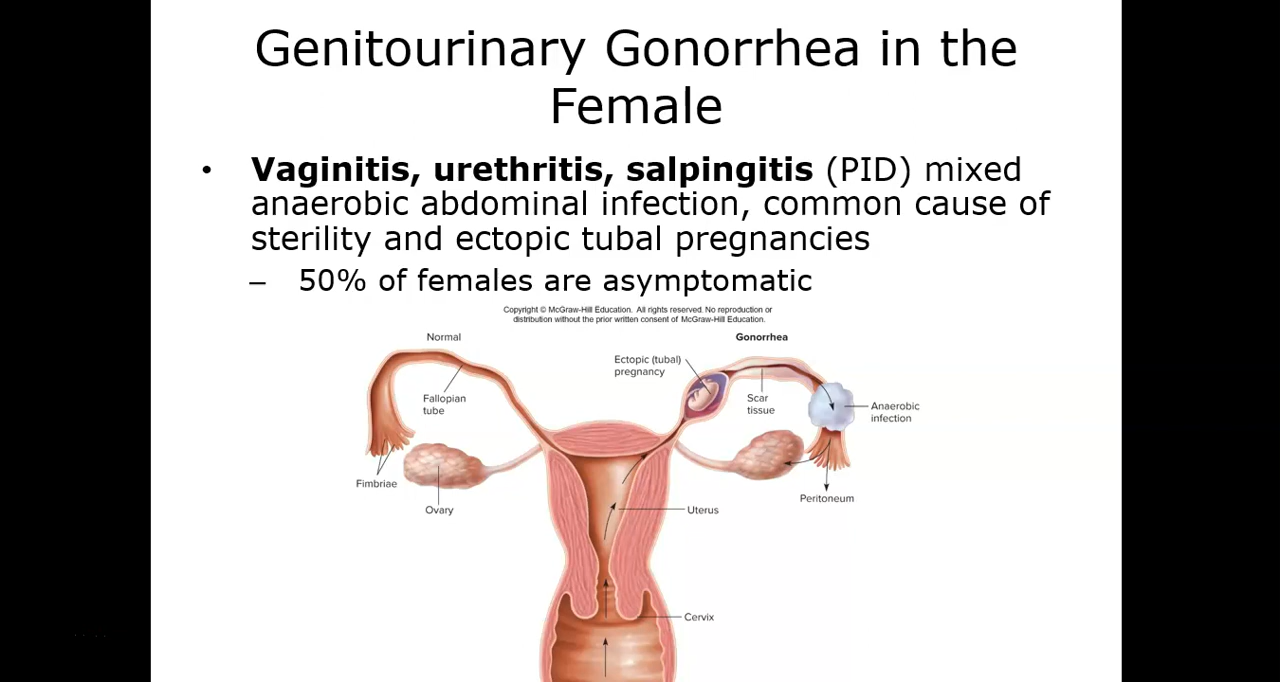 Genitourinary Gonorrhea in the
Female
• Vaginitis, urethritis, salpingitis (PID) mixed
anaerobic abdominal infection, common cause of
sterility and ectopic tubal pregnancies
– 50% of females are asymptomatic
Copyright © McGraw-Hill Education. All rights reserved. No reproduction or
distribution without the prior written consent of McGraw-Hill Education.
Normal
Gonorrhea
Ectopic (tubal)
pregnancy
Fallopian
tube
Scar
tissue
Anaerobic
infection
Fimbriae
Peritoneum
Ovary
Uterus
Cervix